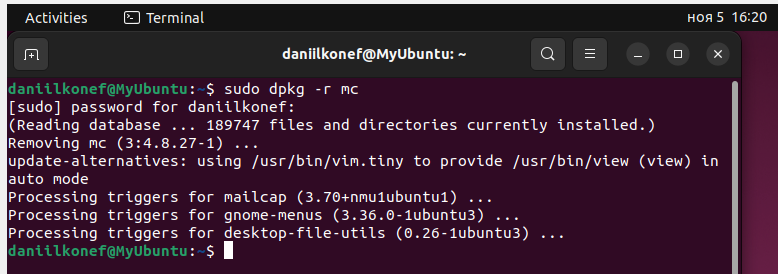 Activities Terminal ноя 5 16:20
daniilkonef@MyUbuntu: ~
daniilkonef@MyUbuntu:~$ sudo dpkg -r mc
[sudo] password for daniilkonef:
(Reading database ... 189747 files and directories currently installed.)
Removing mc (3:4.8.27-1) ...
update-alternatives: using /usr/bin/vim.tiny to provide /usr/bin/view (view) in
auto mode
Processing triggers for mailcap (3.70+nmu1ubuntu1) ...
Processing triggers for gnome-menus (3.36.0-1ubuntu3) ...
Processing triggers for desktop-file-utils (0.26-1ubuntu3) ...
daniilkonef@MyUbuntu:~$